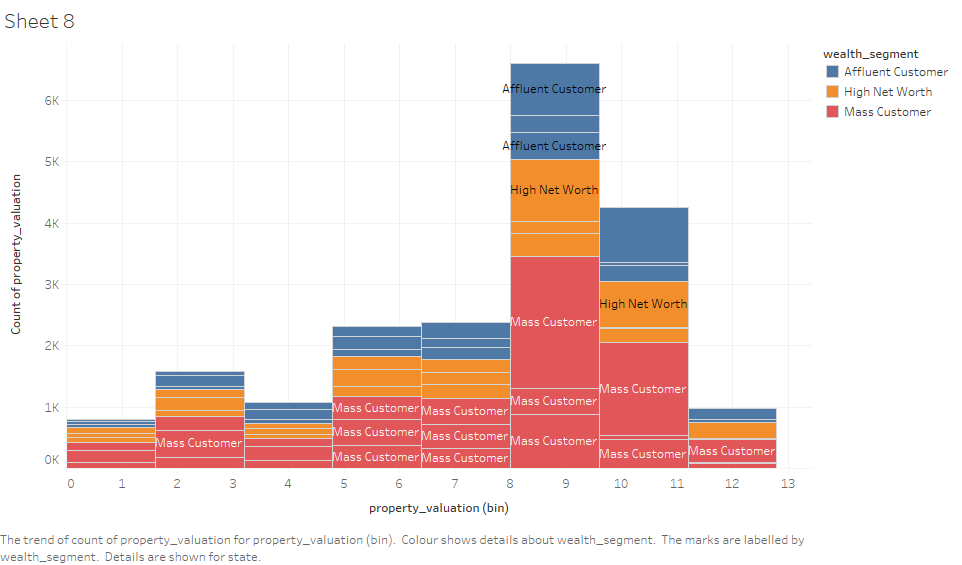 Sheet 8
wealth_segment
Affluent Customer
High Net Worth
Mass Customer
Count of property_valuation
6K
5K
4K
3K
2K
1K
0K
Affluent Customer
Affluent Customer
High Net Worth
Mass Customer
Mass Customer
Mass Customer
High Net Worth
Mass Customer
Mass Customer
Mass Customer
Mass Customer
Mass Customer
Mass Customer
Mass Customer
Mass Customer
Mass Customer
Mass Customer
Mass Customer
0 1 2 3 4 5 6 7 8 9 10 11 12 13
property_valuation (bin)
The trend of count of property_valuation for property_valuation (bin). Colour shows details about wealth_segment. The marks are labelled by
wealth_segment. Details are shown for state.